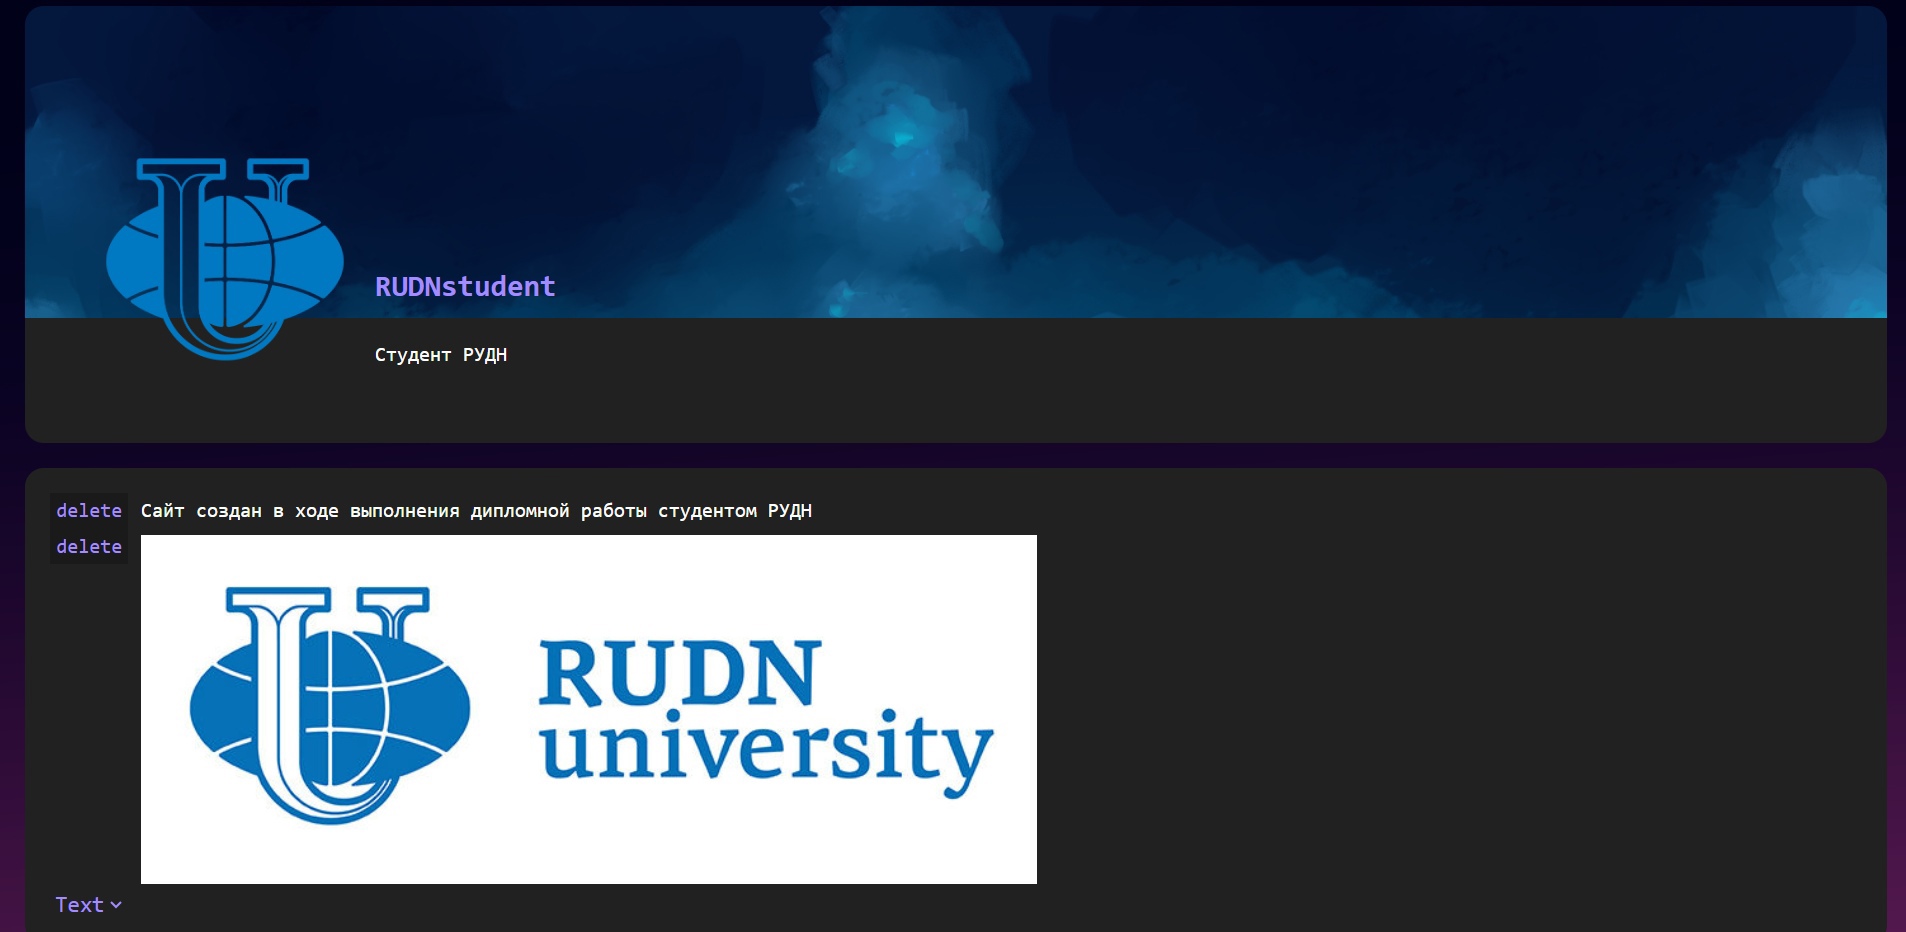 RUDNstudent
Студент РУДН
delete Сайт создан в ходе выполнения дипломной работы студентом РУДН
delete
RUDN
university
Text